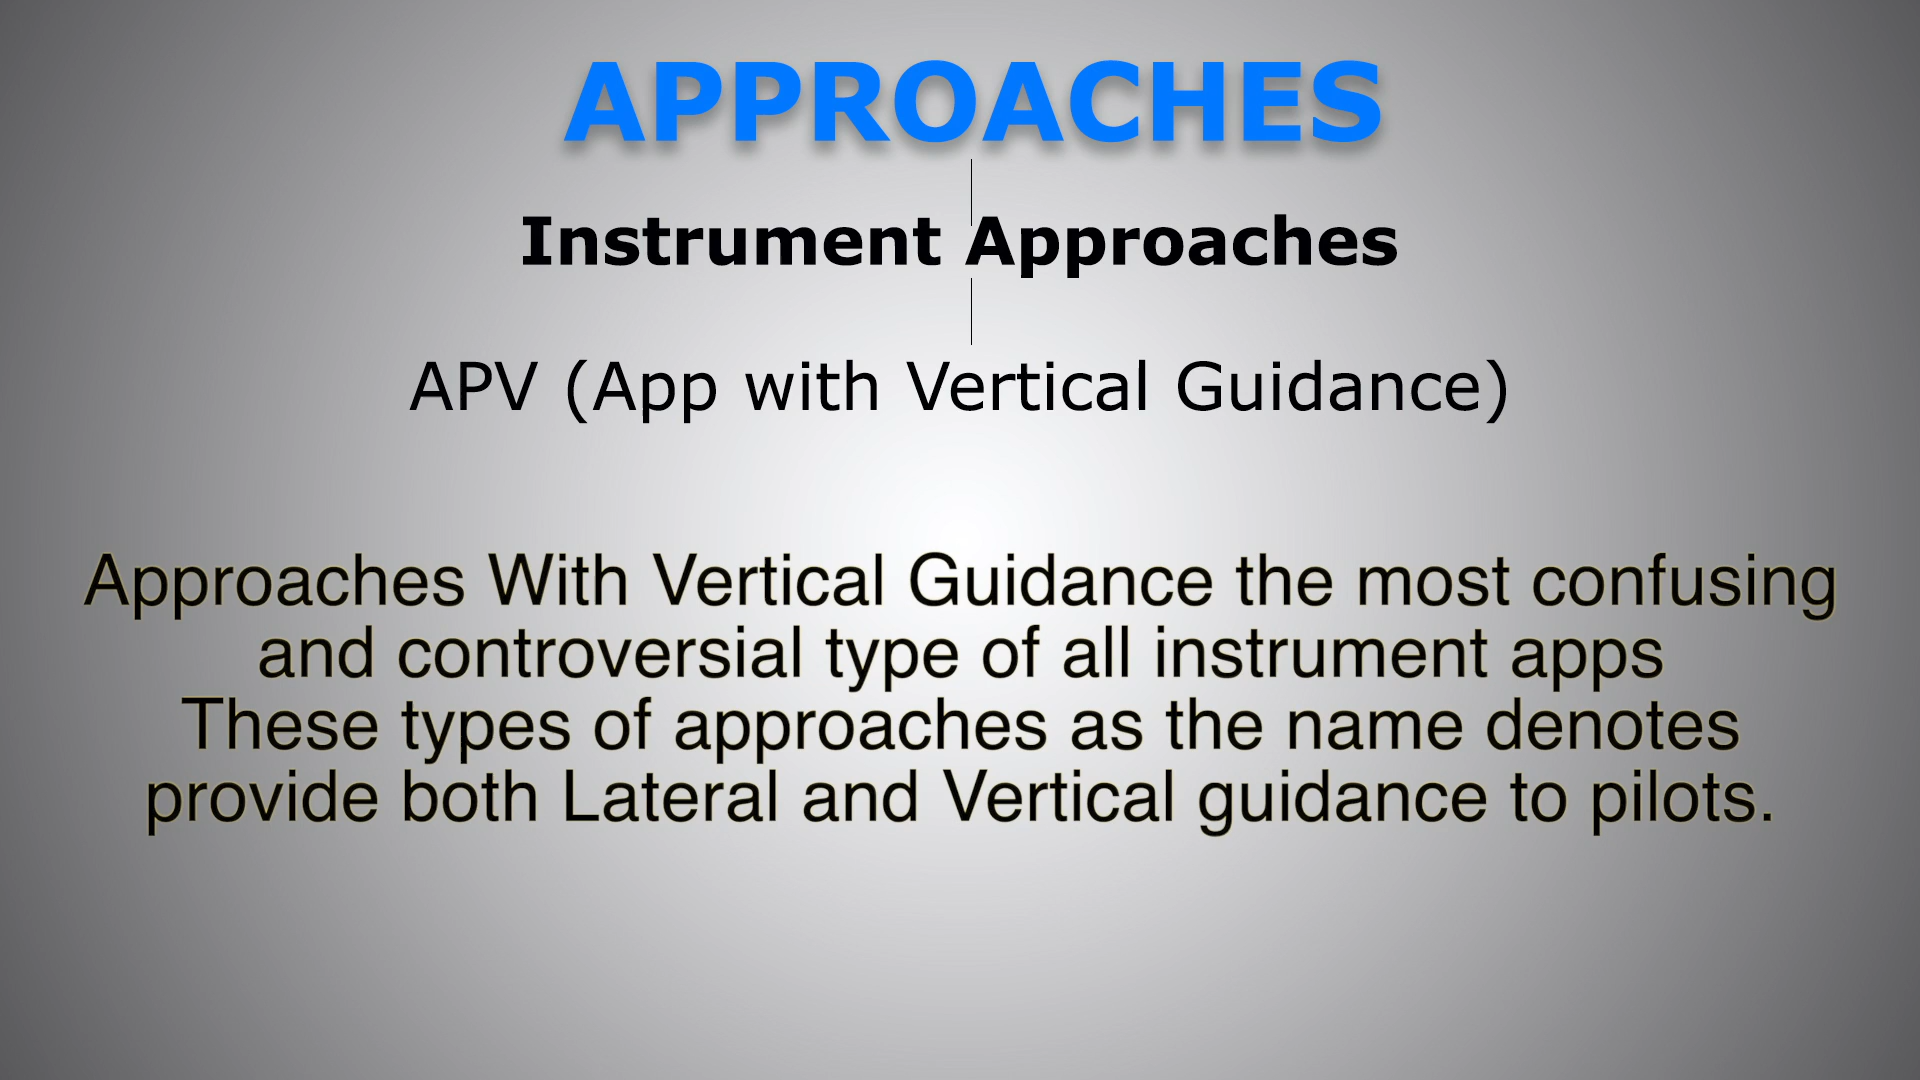 APPROACHES
Instrument Approaches
APV (App with Vertical Guidance)
Approaches With Vertical Guidance the most confusing
and controversial type of all instrument apps
These types of approaches as the name denotes
provide both Lateral and Vertical guidance to pilots.